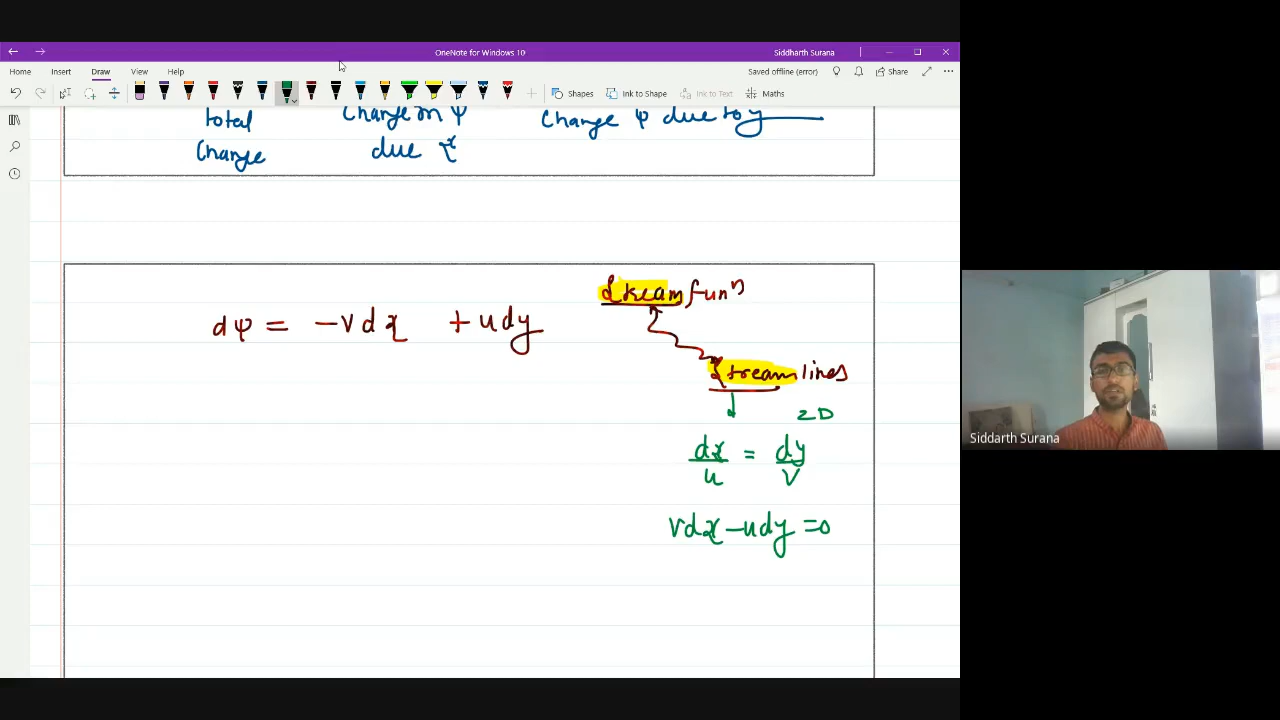 OneNote for Windows 10
Siddharth Surana
Home Insert Draw View Help
Saved offline (error)
Share
Shapes
Ink to Shape
Ink to Text
Maths
total
Change
Change in ψ
due x
Change ψ due to y
stream funⁿ
dψ = -vdx + udy
stream lines
2D
dx/u = dy/v
vdx - udy = 0
Siddarth Surana